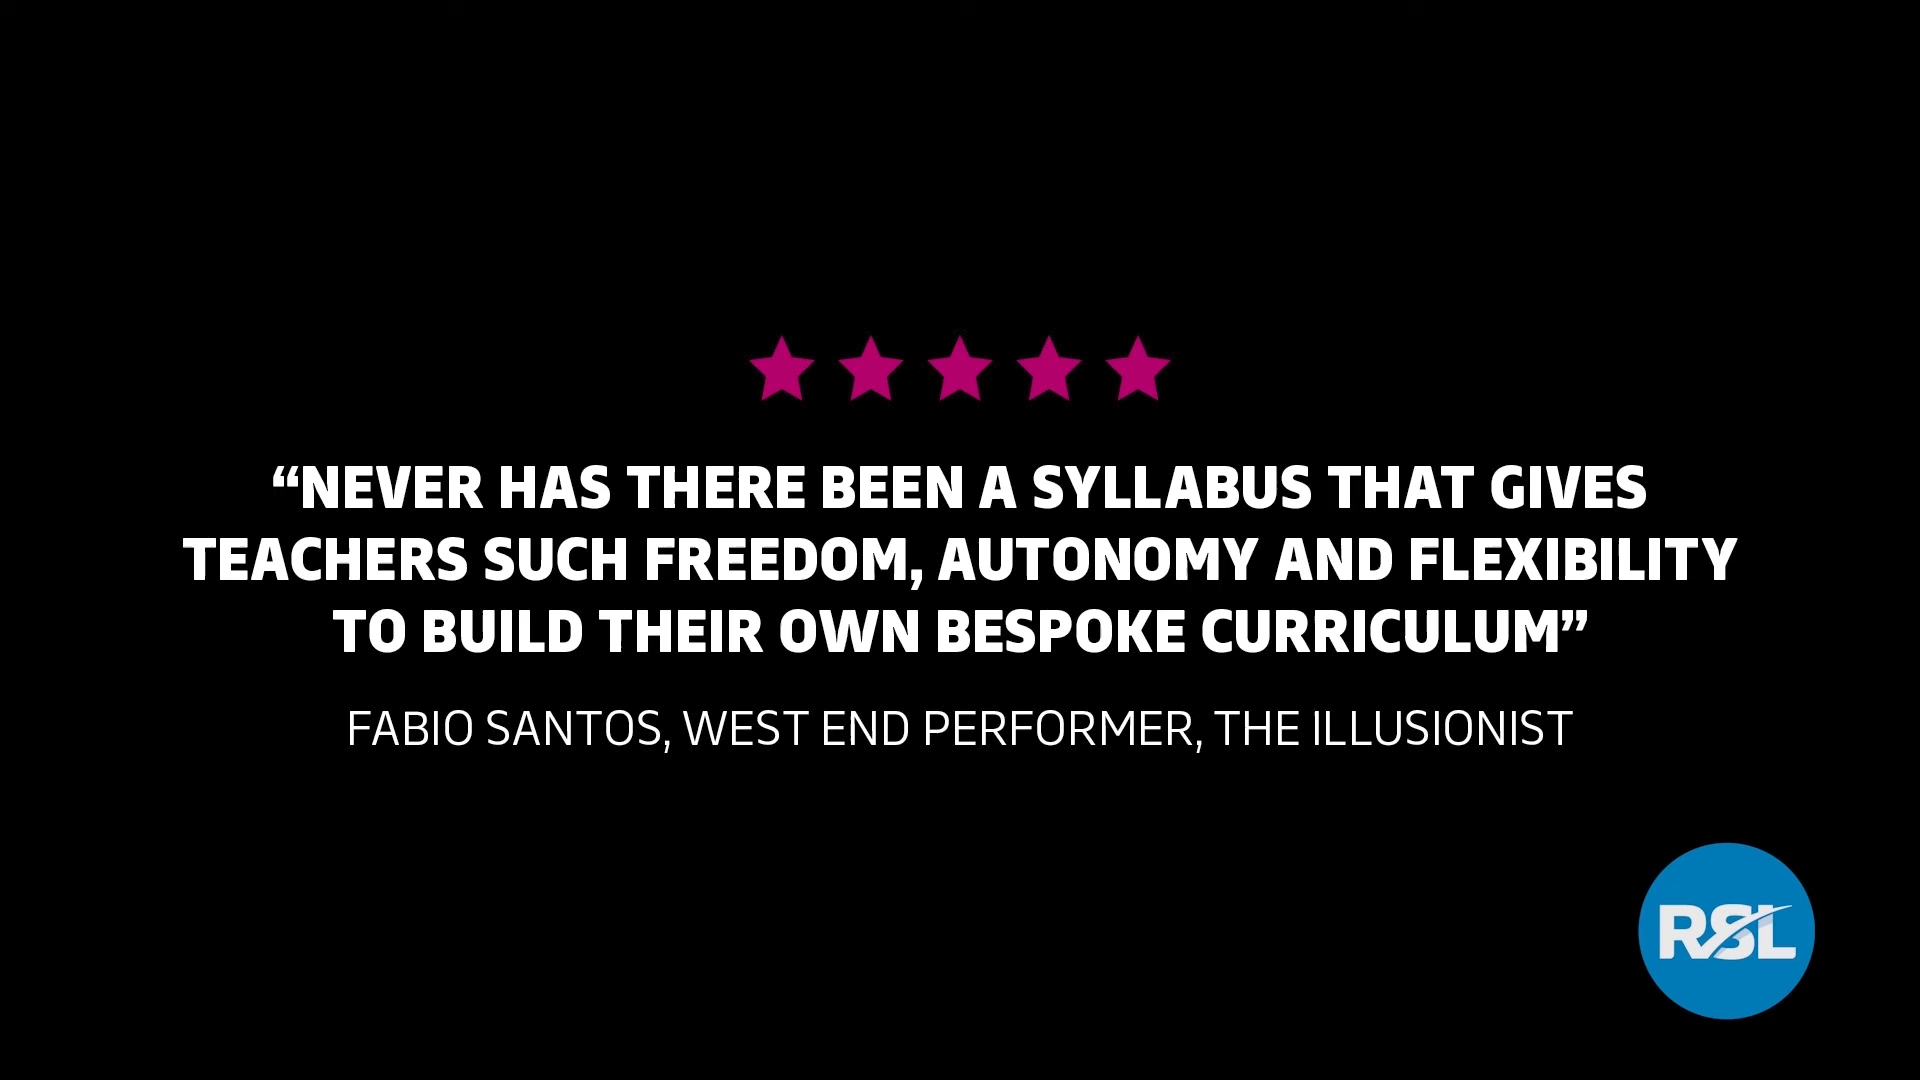 “NEVER HAS THERE BEEN A SYLLABUS THAT GIVES
TEACHERS SUCH FREEDOM, AUTONOMY AND FLEXIBILITY
TO BUILD THEIR OWN BESPOKE CURRICULUM”
FABIO SANTOS, WEST END PERFORMER, THE ILLUSIONIST
RSL